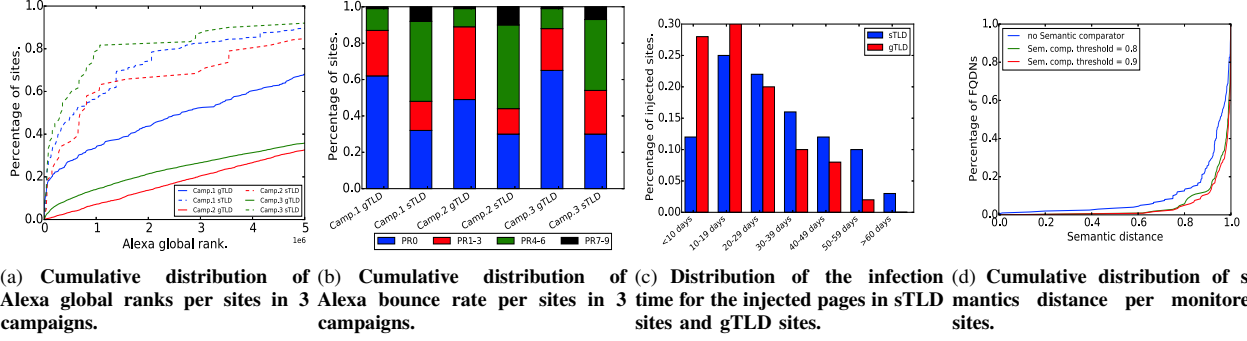 Percentage of sites.
1.0
0.8
0.6
0.4
0.2
0.0
0
1
2
3
4
5
1e6
Alexa global rank.
Camp.1 gTLD
Camp.1 sTLD
Camp.2 gTLD
Camp.2 sTLD
Camp.3 gTLD
Camp.3 sTLD
(a) Cumulative distribution of
Alexa global ranks per sites in 3
campaigns.
Percentage of sites.
1.0
0.8
0.6
0.4
0.2
0.0
Camp.1 gTLD
Camp.1 sTLD
Camp.2 gTLD
Camp.2 sTLD
Camp.3 gTLD
Camp.3 sTLD
PR0
PR1-3
PR4-6
PR7-9
(b) Cumulative distribution of
Alexa bounce rate per sites in 3
campaigns.
Percentage of injected sites.
0.30
0.25
0.20
0.15
0.10
0.05
0.00
sTLD
gTLD
<10 days
10-19 days
20-29 days
30-39 days
40-49 days
50-59 days
>60 days
(c) Distribution of the infection
time for the injected pages in sTLD
sites and gTLD sites.
Percentage of FQDNs
1.0
0.8
0.6
0.4
0.2
0.0
no Semantic comparator
Sem. comp. threshold = 0.8
Sem. comp. threshold = 0.9
0.0
0.2
0.4
0.6
0.8
1.0
Semantic distance
(d) Cumulative distribution of s
mantics distance per monitore
sites.